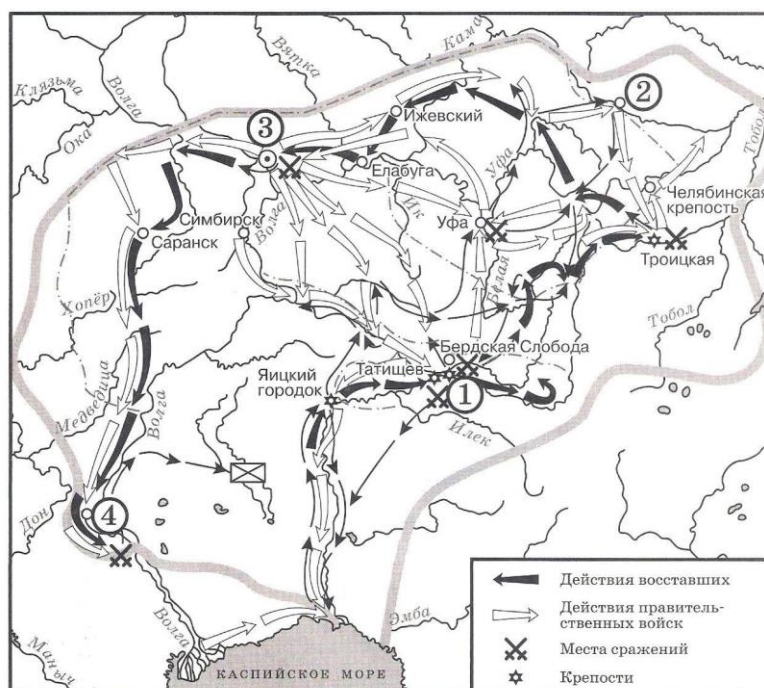 Клязьма
Волга
Вятка
Кама
Ока
Ижевский
2
3
Елабуга
Уфа
Тобол
Ик
Челябинская
крепость
Симбирск
Волга
Саранск
Уфа
Троицкая
Белая
Хопёр
Тобол
Бердская Слобода
Татищев
Яицкий
городок
1
Медведица
Волга
Илек
Дон
4
Эмба
Волга
Маныч
КАСПИЙСКОЕ МОРЕ
Действия восставших
Действия правитель-
ственных войск
Места сражений
Крепости